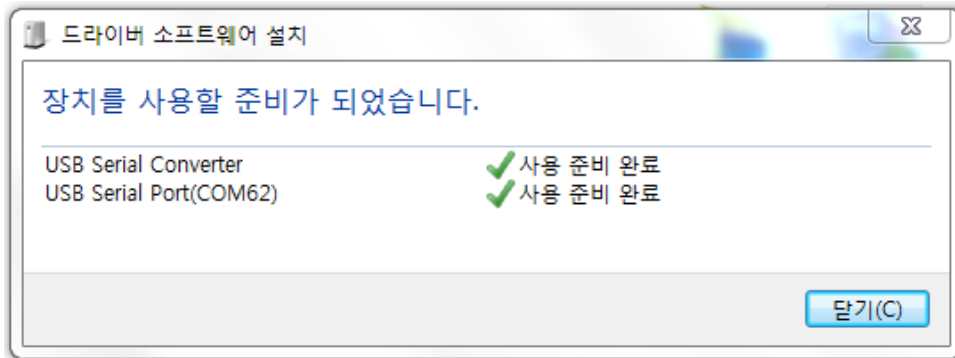 드라이버 소프트웨어 설치
장치를 사용할 준비가 되었습니다.
USB Serial Converter 사용 준비 완료
USB Serial Port(COM62) 사용 준비 완료
닫기(C)